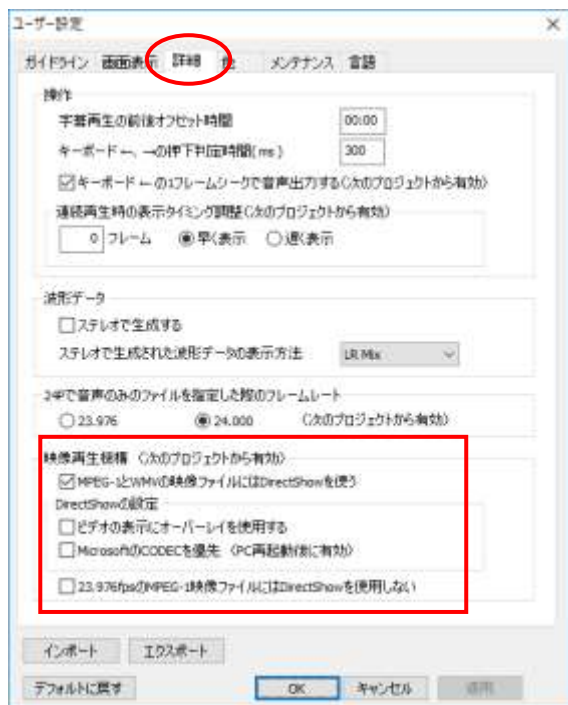 ユーザー設定
ガイドライン 画面表示 詳細 他 メンテナンス 言語
操作
字幕再生の前後オフセット時間 00:00
キーボード ←、→の押下判定時間(ms) 300
キーボード ← の1フレームシークで音声出力する(次のプロジェクトから有効)
連続再生時の表示タイミング調整(次のプロジェクトから有効)
0 フレーム 早く表示 遅く表示
波形データ
ステレオで生成する
ステレオで生成された波形データの表示方法 LR Mix
24Fで音声のみのファイルを指定した際のフレームレート
23.976 24.000 (次のプロジェクトから有効)
映像再生機構 (次のプロジェクトから有効)
MPEG-1とWMVの映像ファイルにはDirectShowを使う
DirectShowの設定
ビデオの表示にオーバーレイを使用する
MicrosoftのCODECを優先 (PC再起動後に有効)
23.976fpsのMPEG-1映像ファイルにはDirectShowを使用しない
インポート エクスポート
デフォルトに戻す OK キャンセル 適用